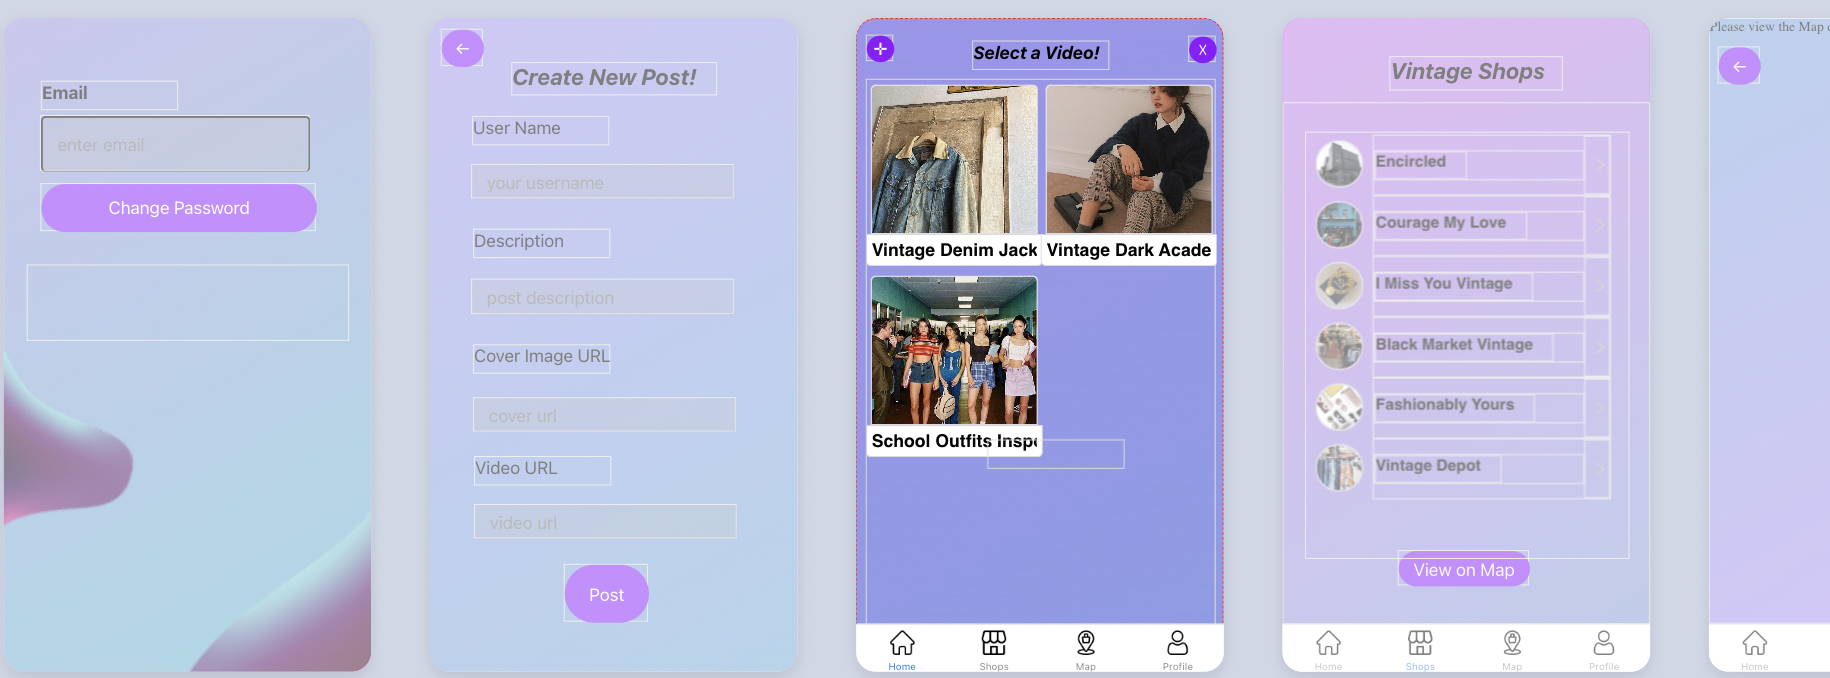 Email
enter email
Change Password
←
Create New Post!
User Name
your username
Description
post description
Cover Image URL
cover url
Video URL
video url
Post
Select a Video!
X
Vintage Denim Jack
Vintage Dark Acade
School Outfits Inspe
Home
Shops
Map
Profile
Vintage Shops
Encircled
Courage My Love
I Miss You Vintage
Black Market Vintage
Fashionably Yours
Vintage Depot
View on Map
Home
Shops
Map
Profile
Please view the Map
←
Home